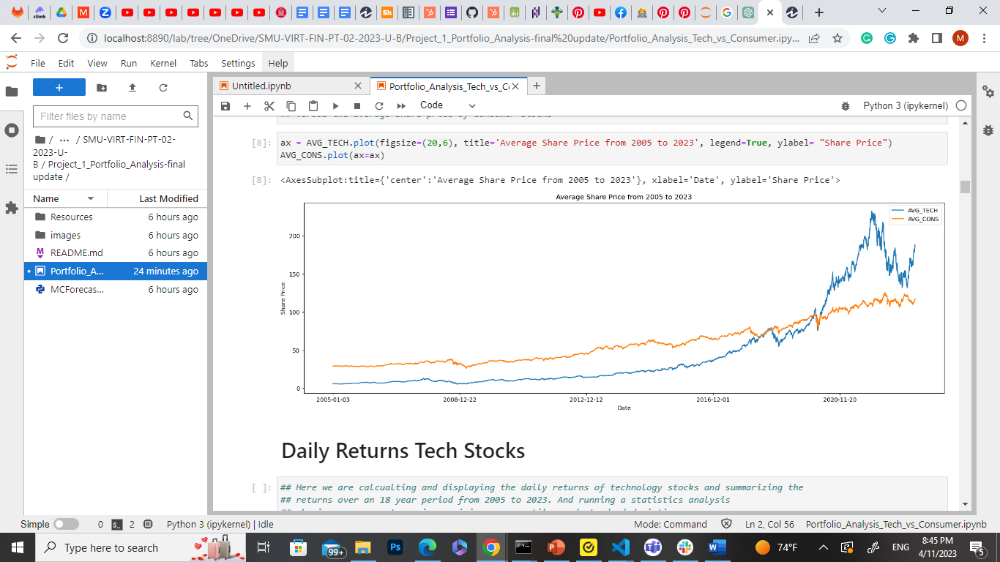 localhost:8890/lab/tree/OneDrive/SMU-VIRT-FIN-PT-02-2023-U-B/Project_1_Portfolio_Analysis-final%20update/Portfolio_Analysis_Tech_vs_Consumer.ipy...
File Edit View Run Kernel Tabs Settings Help
Untitled.ipynb
Portfolio_Analysis_Tech_vs_C
Code
Python 3 (ipykernel)
Filter files by name
/ ··· / SMU-VIRT-FIN-PT-02-
2023-U-
B / Project_1_Portfolio_Analysis-final
update /
Name Last Modified
Resources 6 hours ago
images 6 hours ago
README.md 6 hours ago
Portfolio_A... 24 minutes ago
MCForecas... 6 hours ago
[8]: ax = AVG_TECH.plot(figsize=(20,6), title='Average Share Price from 2005 to 2023', legend=True, ylabel= "Share Price")
AVG_CONS.plot(ax=ax)
[8]: <AxesSubplot:title={'center':'Average Share Price from 2005 to 2023'}, xlabel='Date', ylabel='Share Price'>
Average Share Price from 2005 to 2023
AVG_TECH
AVG_CONS
200
150
100
50
0
Share Price
2005-01-03 2008-12-22 2012-12-12 2016-12-01 2020-11-20
Date
Daily Returns Tech Stocks
[ ]: ## Here we are calcualting and displaying the daily returns of technology stocks and summarizing the
## returns over an 18 year period from 2005 to 2023. And running a statistics analysis
Simple 0 2 Python 3 (ipykernel) | Idle
Mode: Command Ln 2, Col 56 Portfolio_Analysis_Tech_vs_Consumer.ipynb
Type here to search
99+
74°F
ENG
8:45 PM
4/11/2023
5